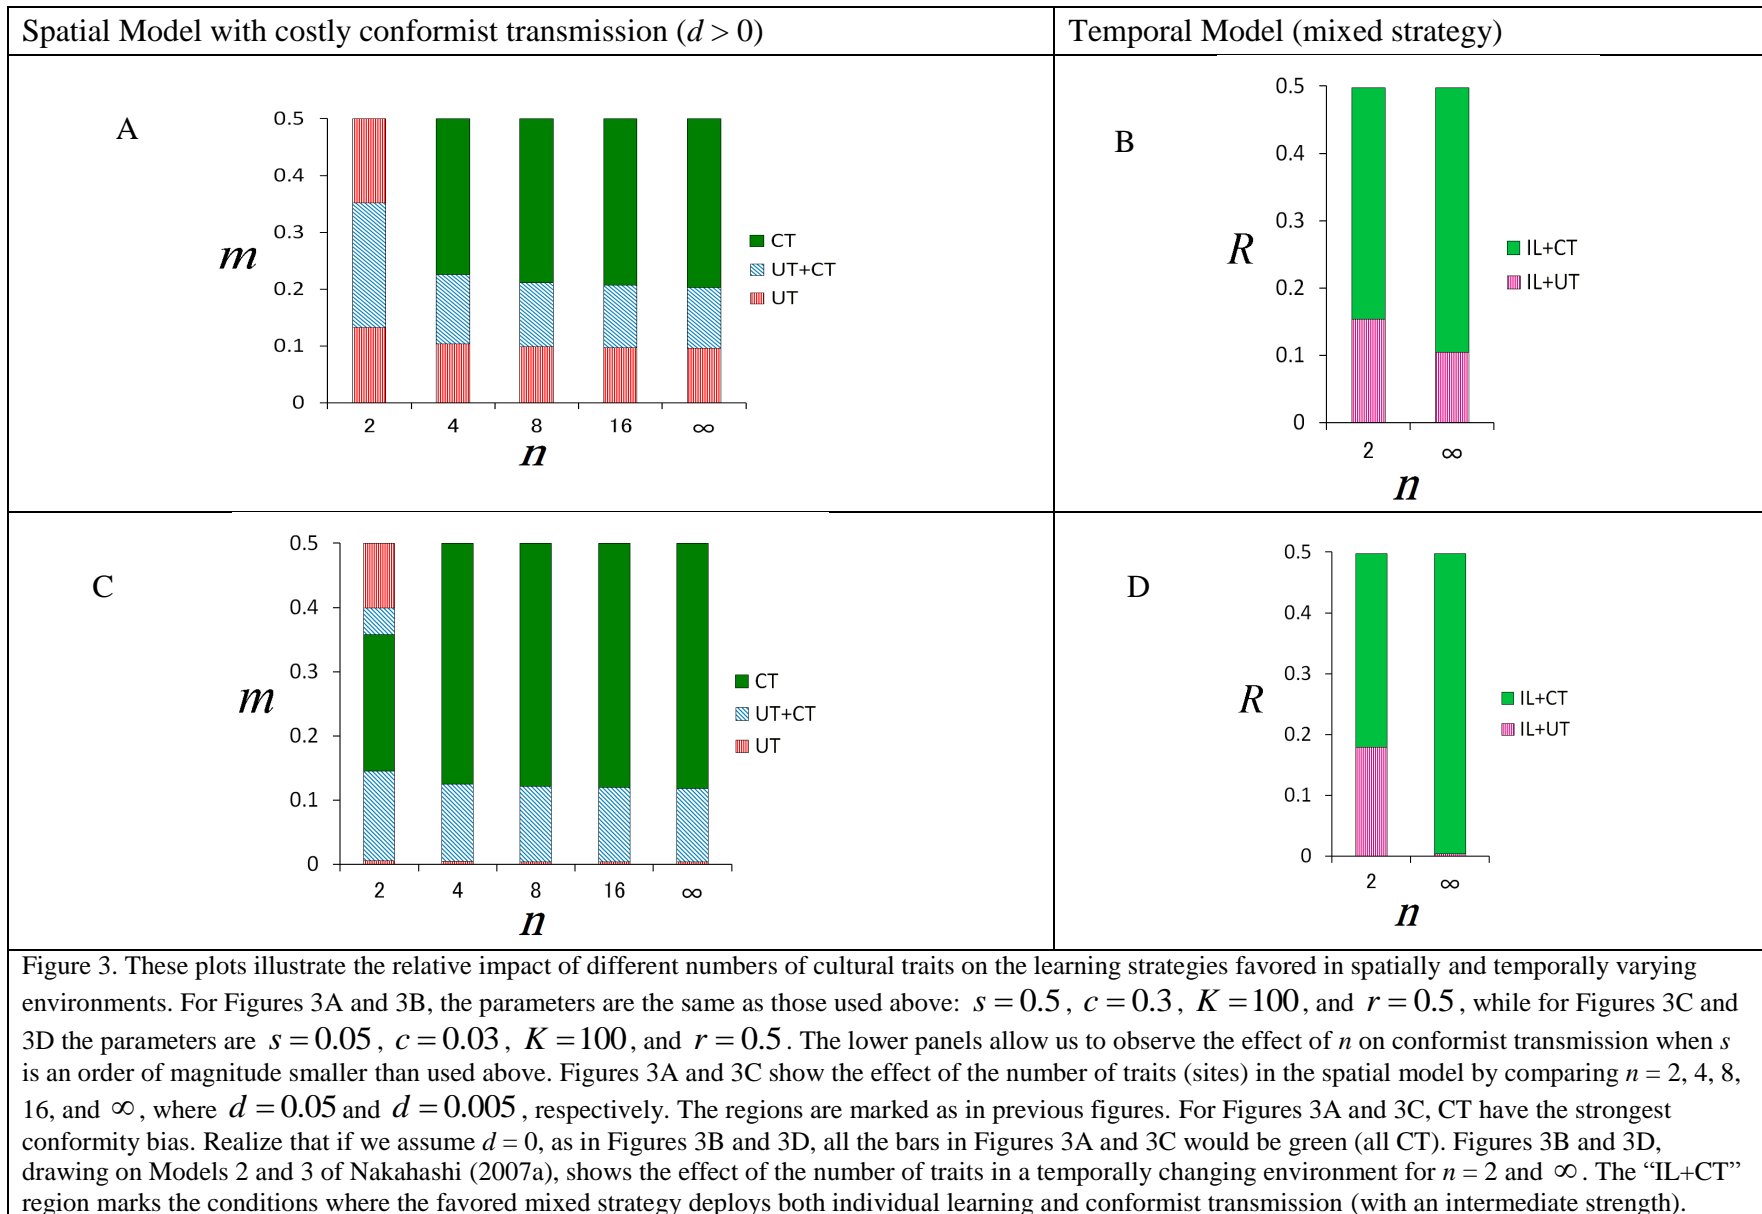 Spatial Model with costly conformist transmission (d > 0)
Temporal Model (mixed strategy)
A
0.5
0.4
0.3
0.2
0.1
0
m
2 4 8 16 ∞
n
CT
UT+CT
UT
B
0.5
0.4
0.3
0.2
0.1
0
R
2 ∞
n
IL+CT
IL+UT
C
0.5
0.4
0.3
0.2
0.1
0
m
2 4 8 16 ∞
n
CT
UT+CT
UT
D
0.5
0.4
0.3
0.2
0.1
0
R
2 ∞
n
IL+CT
IL+UT
Figure 3. These plots illustrate the relative impact of different numbers of cultural traits on the learning strategies favored in spatially and temporally varying
environments. For Figures 3A and 3B, the parameters are the same as those used above: s = 0.5, c = 0.3, K = 100, and r = 0.5, while for Figures 3C and
3D the parameters are s = 0.05, c = 0.03, K = 100, and r = 0.5. The lower panels allow us to observe the effect of n on conformist transmission when s
is an order of magnitude smaller than used above. Figures 3A and 3C show the effect of the number of traits (sites) in the spatial model by comparing n = 2, 4, 8,
16, and ∞, where d = 0.05 and d = 0.005, respectively. The regions are marked as in previous figures. For Figures 3A and 3C, CT have the strongest
conformity bias. Realize that if we assume d = 0, as in Figures 3B and 3D, all the bars in Figures 3A and 3C would be green (all CT). Figures 3B and 3D,
drawing on Models 2 and 3 of Nakahashi (2007a), shows the effect of the number of traits in a temporally changing environment for n = 2 and ∞. The “IL+CT”
region marks the conditions where the favored mixed strategy deploys both individual learning and conformist transmission (with an intermediate strength).